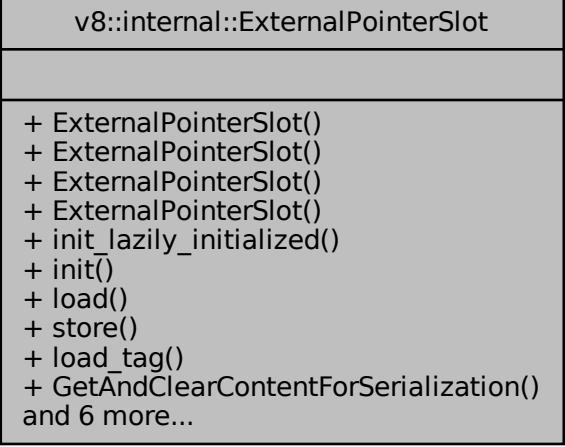 v8::internal::ExternalPointerSlot
+ ExternalPointerSlot()
+ ExternalPointerSlot()
+ ExternalPointerSlot()
+ ExternalPointerSlot()
+ init_lazily_initialized()
+ init()
+ load()
+ store()
+ load_tag()
+ GetAndClearContentForSerialization()
and 6 more...